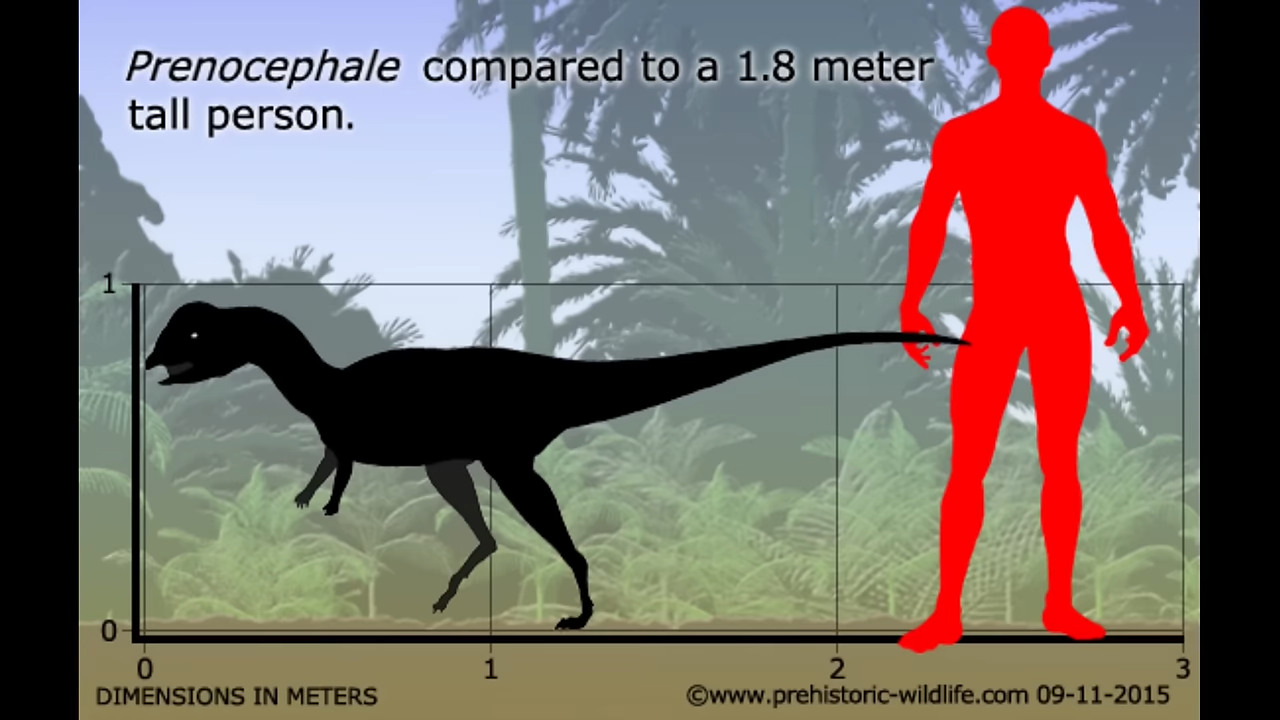 Prenocephale compared to a 1.8 meter
tall person.
1
0
0 1 2 3
DIMENSIONS IN METERS ©www.prehistoric-wildlife.com 09-11-2015